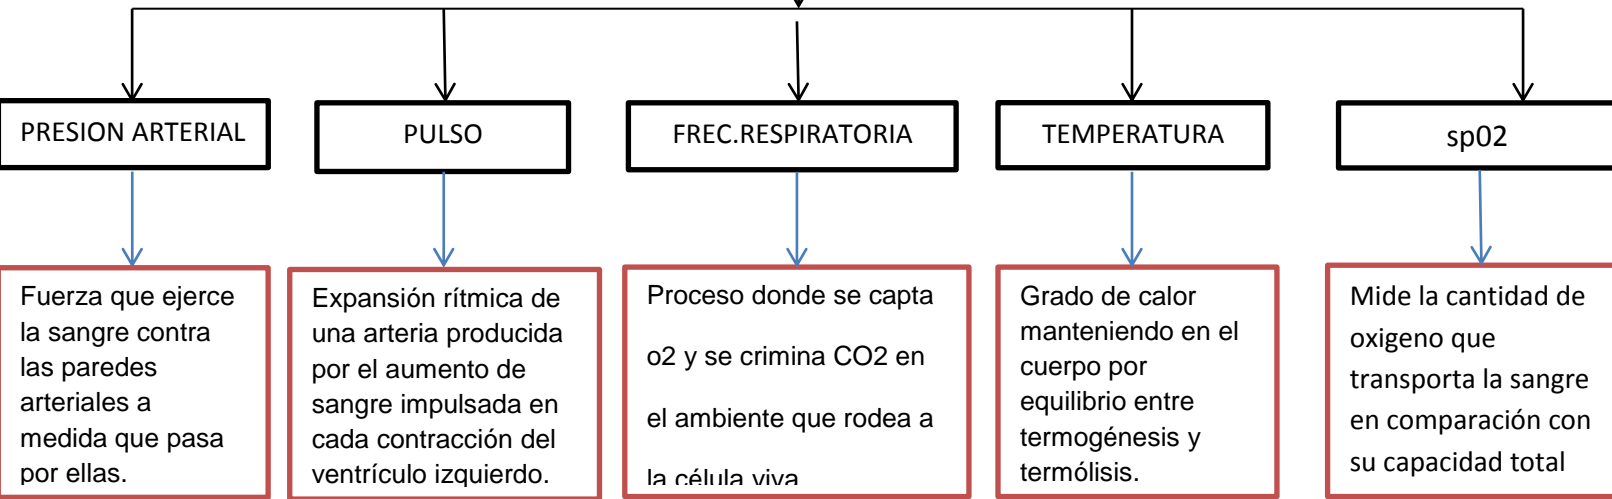 PRESION ARTERIAL
PULSO
FREC.RESPIRATORIA
TEMPERATURA
sp02
Fuerza que ejerce
la sangre contra
las paredes
arteriales a
medida que pasa
por ellas.
Expansión rítmica de
una arteria producida
por el aumento de
sangre impulsada en
cada contracción del
ventrículo izquierdo.
Proceso donde se capta
o2 y se crimina CO2 en
el ambiente que rodea a
la célula viva
Grado de calor
manteniendo en el
cuerpo por
equilibrio entre
termogénesis y
termólisis.
Mide la cantidad de
oxigeno que
transporta la sangre
en comparación con
su capacidad total